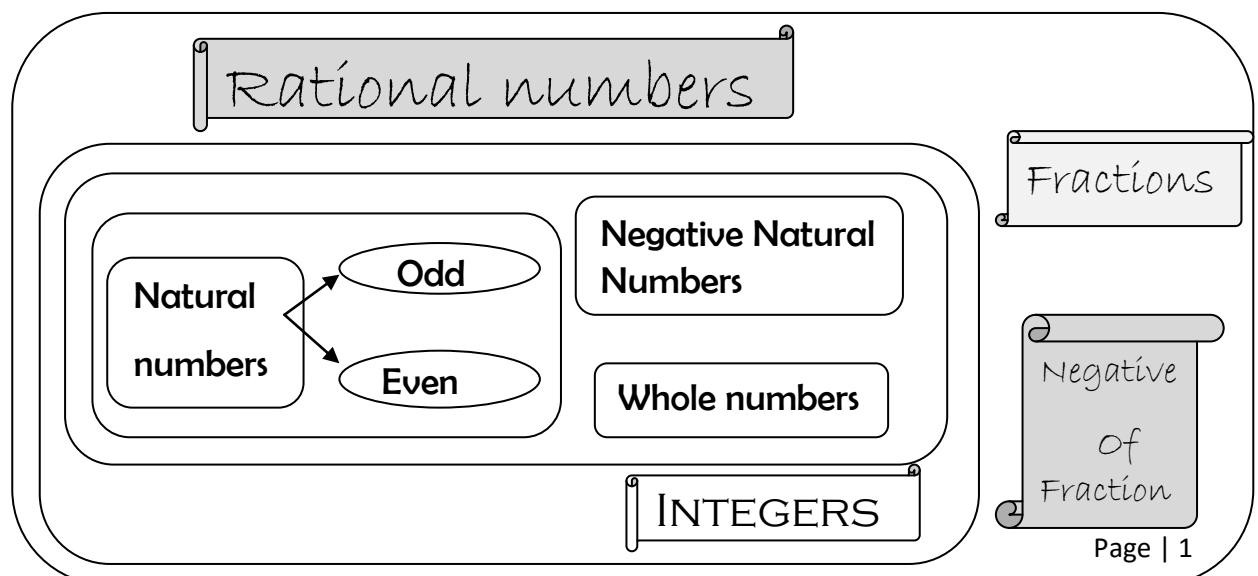 Rational numbers
Fractions
Natural
numbers
Odd
Even
Negative Natural
Numbers
Whole numbers
INTEGERS
Negative
Of
Fraction
Page | 1